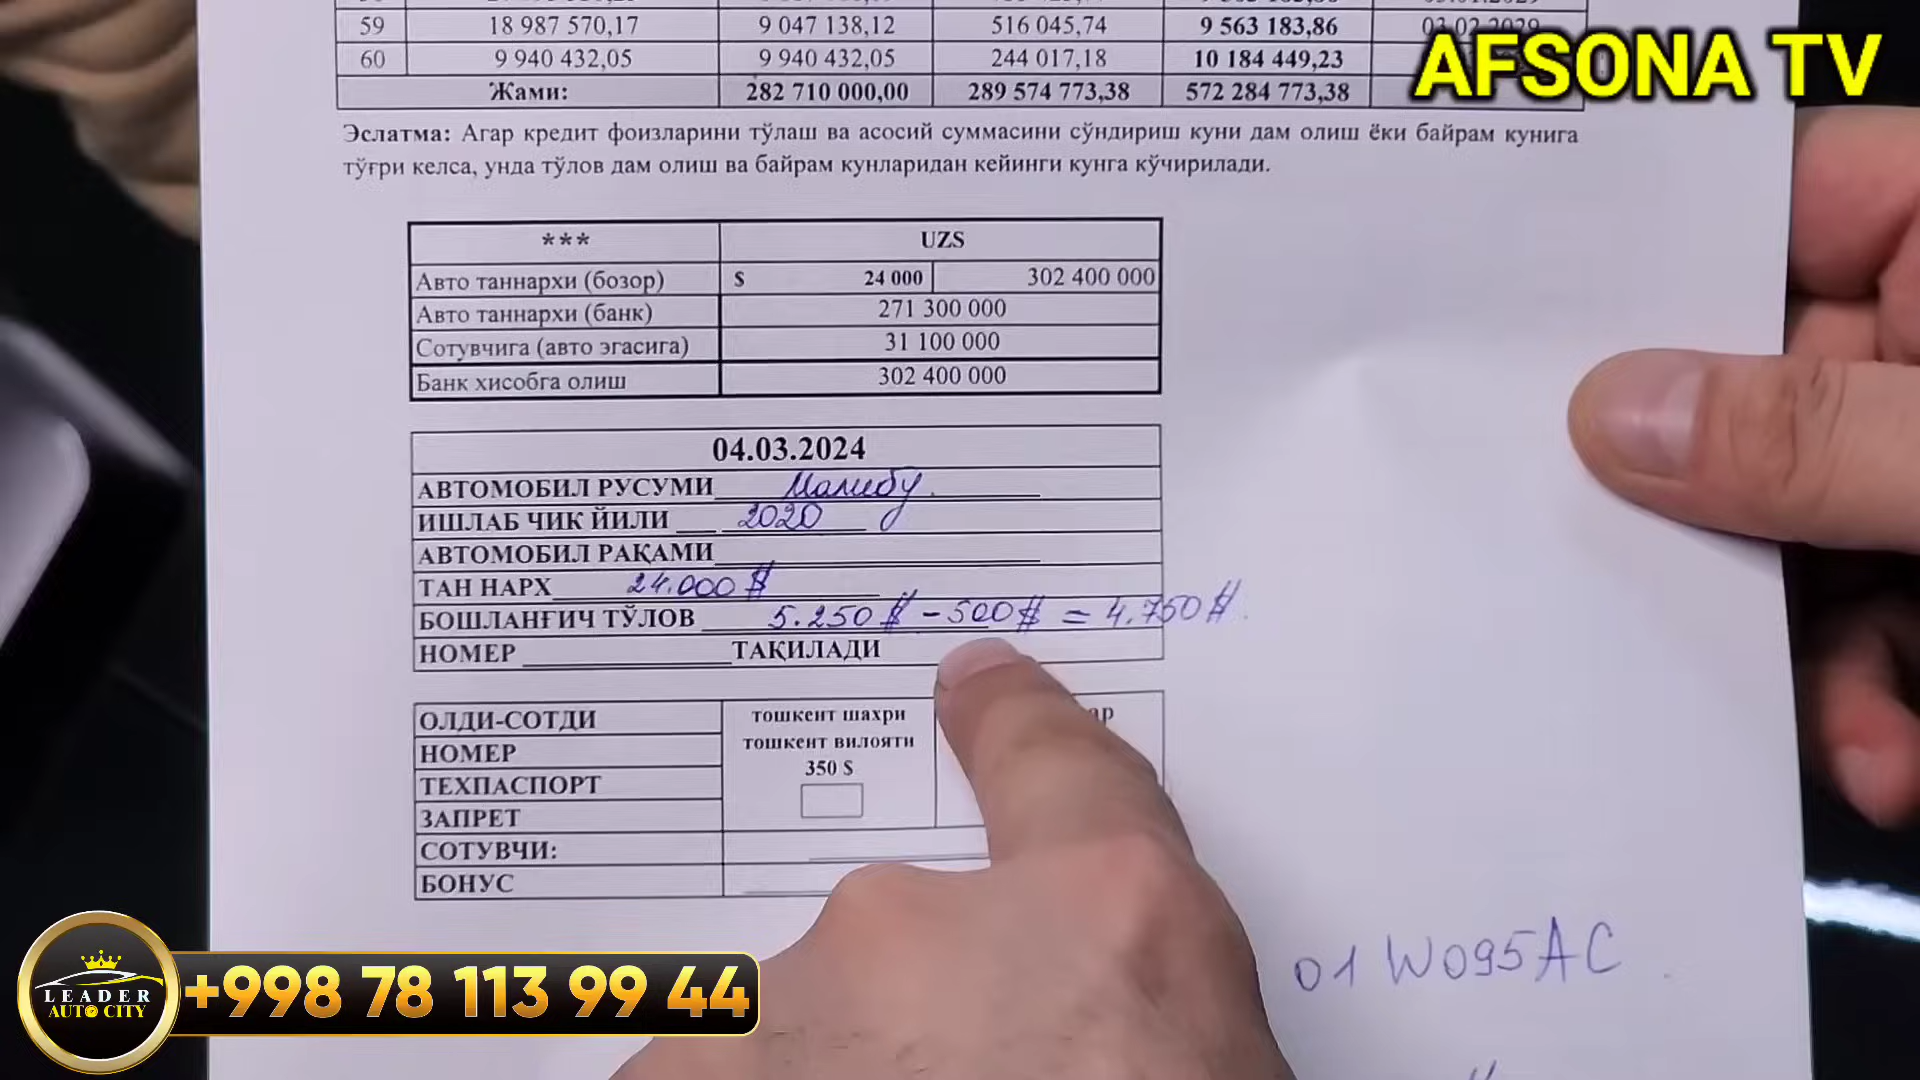 59 18 987 570,17 9 047 138,12 516 045,74 9 563 183,86 03.02.2029
60 9 940 432,05 9 940 432,05 244 017,18 10 184 449,23
Жами: 282 710 000,00 289 574 773,38 572 284 773,38
AFSONA TV
Эслатма: Агар кредит фоизларини тўлаш ва асосий суммасини сўндириш куни дам олиш ёки байрам кунига
тўғри келса, унда тўлов дам олиш ва байрам кунларидан кейинги кунга кўчирилади.
*** UZS
Авто таннархи (бозор) $ 24 000 302 400 000
Авто таннархи (банк) 271 300 000
Сотувчига (авто эгасига) 31 100 000
Банк хисобга олиш 302 400 000
04.03.2024
АВТОМОБИЛ РУСУМИ Малибу.
ИШЛАБ ЧИК ЙИЛИ 2020
АВТОМОБИЛ РАҚАМИ
ТАН НАРХ 24.000 $
БОШЛАНҒИЧ ТЎЛОВ 5.250 $ - 500 $ = 4.750 $.
НОМЕР ТАҚИЛАДИ
ОЛДИ-СОТДИ
НОМЕР
ТЕХПАСПОРТ
ЗАПРЕТ
тошкент шахри
тошкент вилояти
350 $
СОТУВЧИ:
БОНУС
01 W095AC
LEADER
AUTO CITY
+998 78 113 99 44